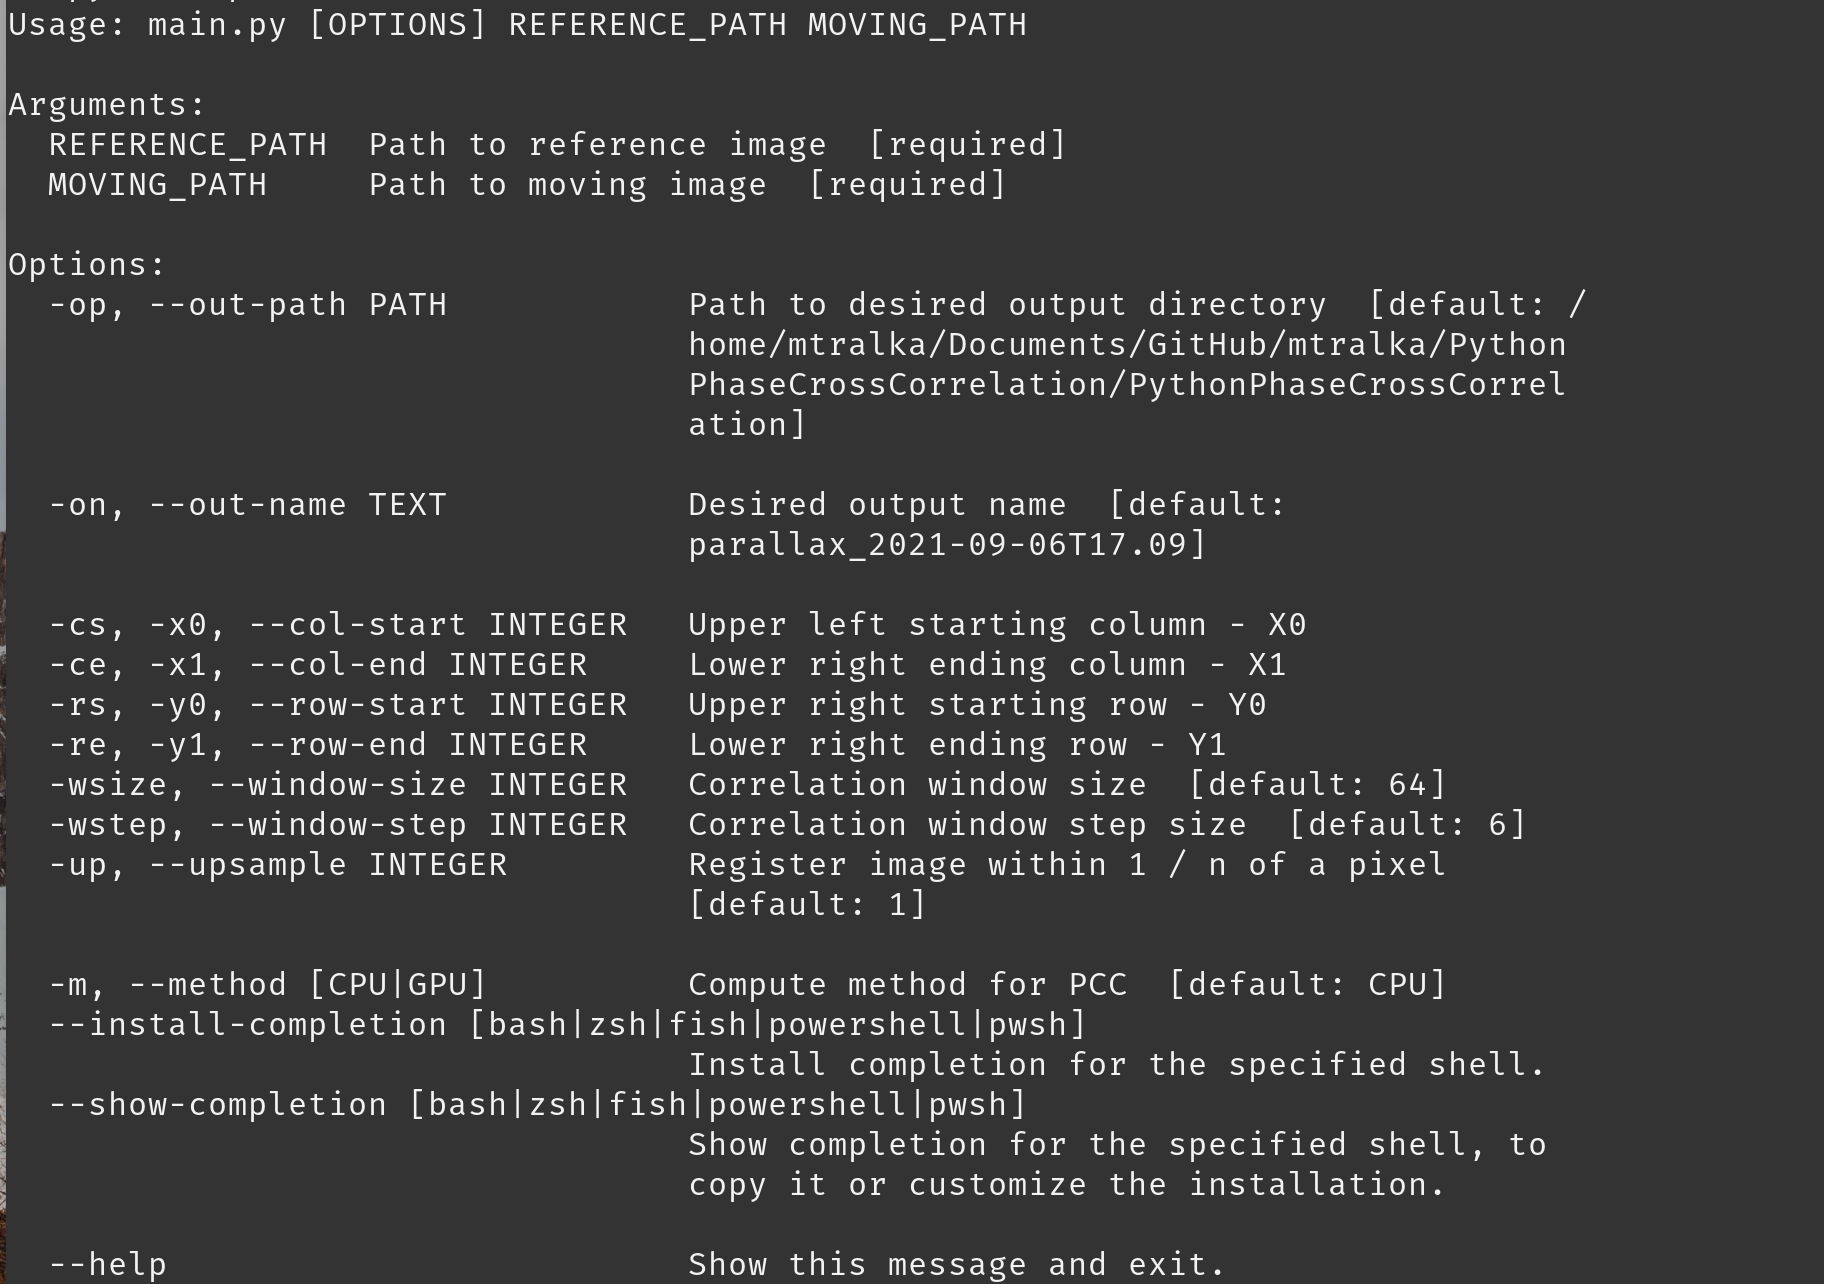 Usage: main.py [OPTIONS] REFERENCE_PATH MOVING_PATH
Arguments:
  REFERENCE_PATH  Path to reference image  [required]
  MOVING_PATH     Path to moving image  [required]
Options:
  -op, --out-path PATH            Path to desired output directory  [default: /
                                  home/mtralka/Documents/GitHub/mtralka/Python
                                  PhaseCrossCorrelation/PythonPhaseCrossCorrel
                                  ation]
  -on, --out-name TEXT            Desired output name  [default:
                                  parallax_2021-09-06T17.09]
  -cs, -x0, --col-start INTEGER   Upper left starting column - X0
  -ce, -x1, --col-end INTEGER     Lower right ending column - X1
  -rs, -y0, --row-start INTEGER   Upper right starting row - Y0
  -re, -y1, --row-end INTEGER     Lower right ending row - Y1
  -wsize, --window-size INTEGER   Correlation window size  [default: 64]
  -wstep, --window-step INTEGER   Correlation window step size  [default: 6]
  -up, --upsample INTEGER         Register image within 1 / n of a pixel
                                  [default: 1]
  -m, --method [CPU|GPU]          Compute method for PCC  [default: CPU]
  --install-completion [bash|zsh|fish|powershell|pwsh]
                                  Install completion for the specified shell.
  --show-completion [bash|zsh|fish|powershell|pwsh]
                                  Show completion for the specified shell, to
                                  copy it or customize the installation.
  --help                          Show this message and exit.